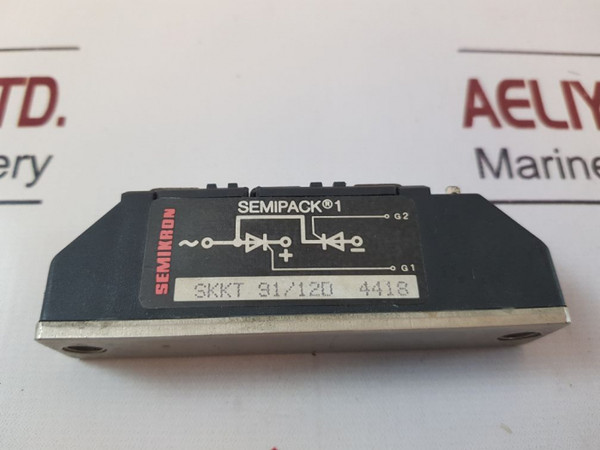 TD.
ery
AELIY
Marine
SEMIKRON
SEMIPACK®1
G2
~ + –
G1
SKKT 91/12D 4418